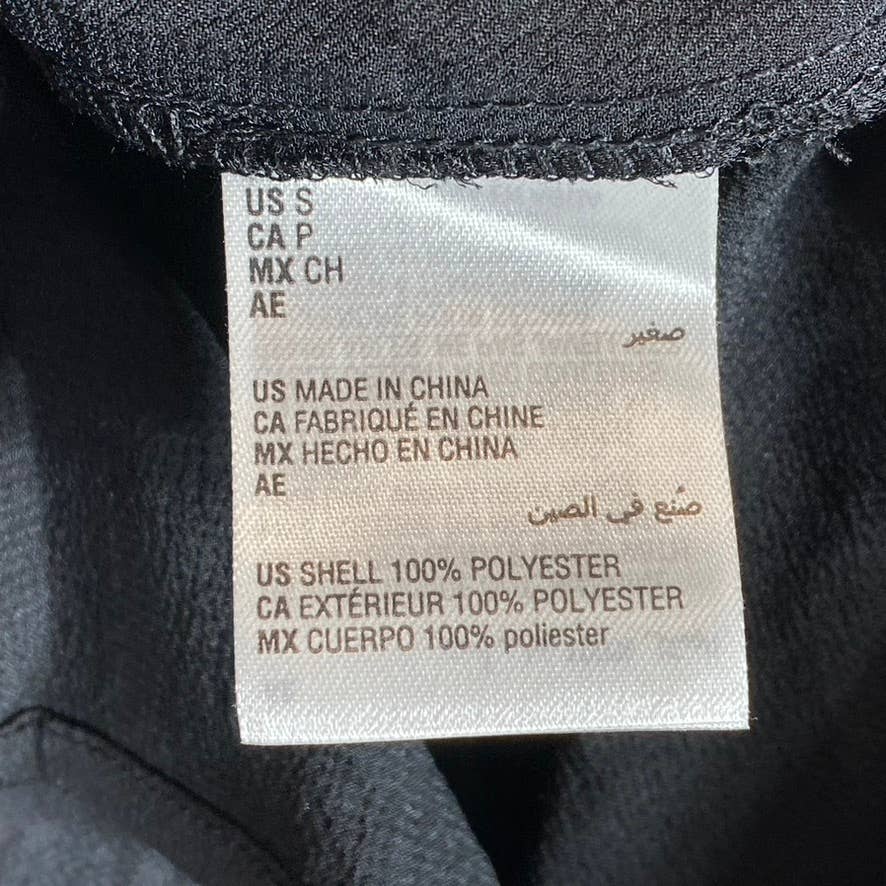 US S
CA P
MX CH
AE
صغير
US MADE IN CHINA
CA FABRIQUÉ EN CHINE
MX HECHO EN CHINA
AE
صُنع في الصين
US SHELL 100% POLYESTER
CA EXTÉRIEUR 100% POLYESTER
MX CUERPO 100% poliester